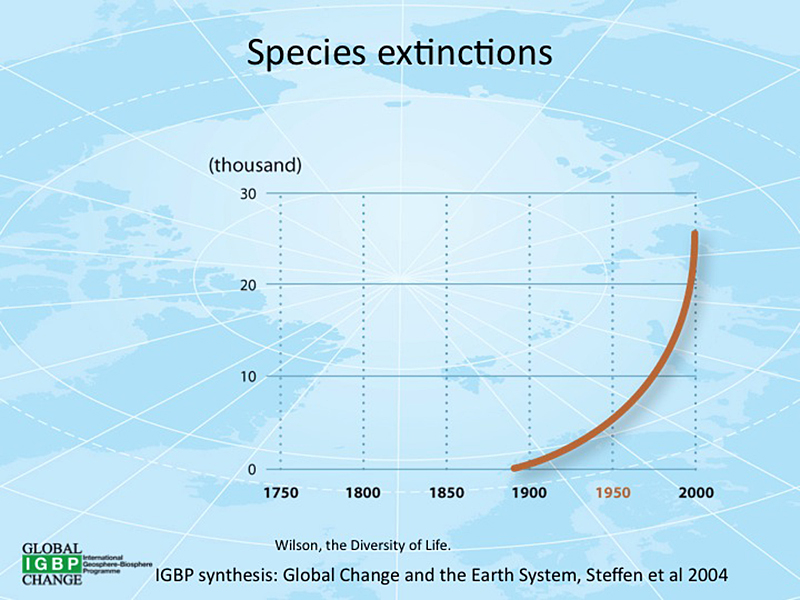 Species extinctions
(thousand)
30
20
10
0
1750 1800 1850 1900 1950 2000
Wilson, the Diversity of Life.
GLOBAL
IGBP
CHANGE
International
Geosphere-Biosphere
Programme
IGBP synthesis: Global Change and the Earth System, Steffen et al 2004